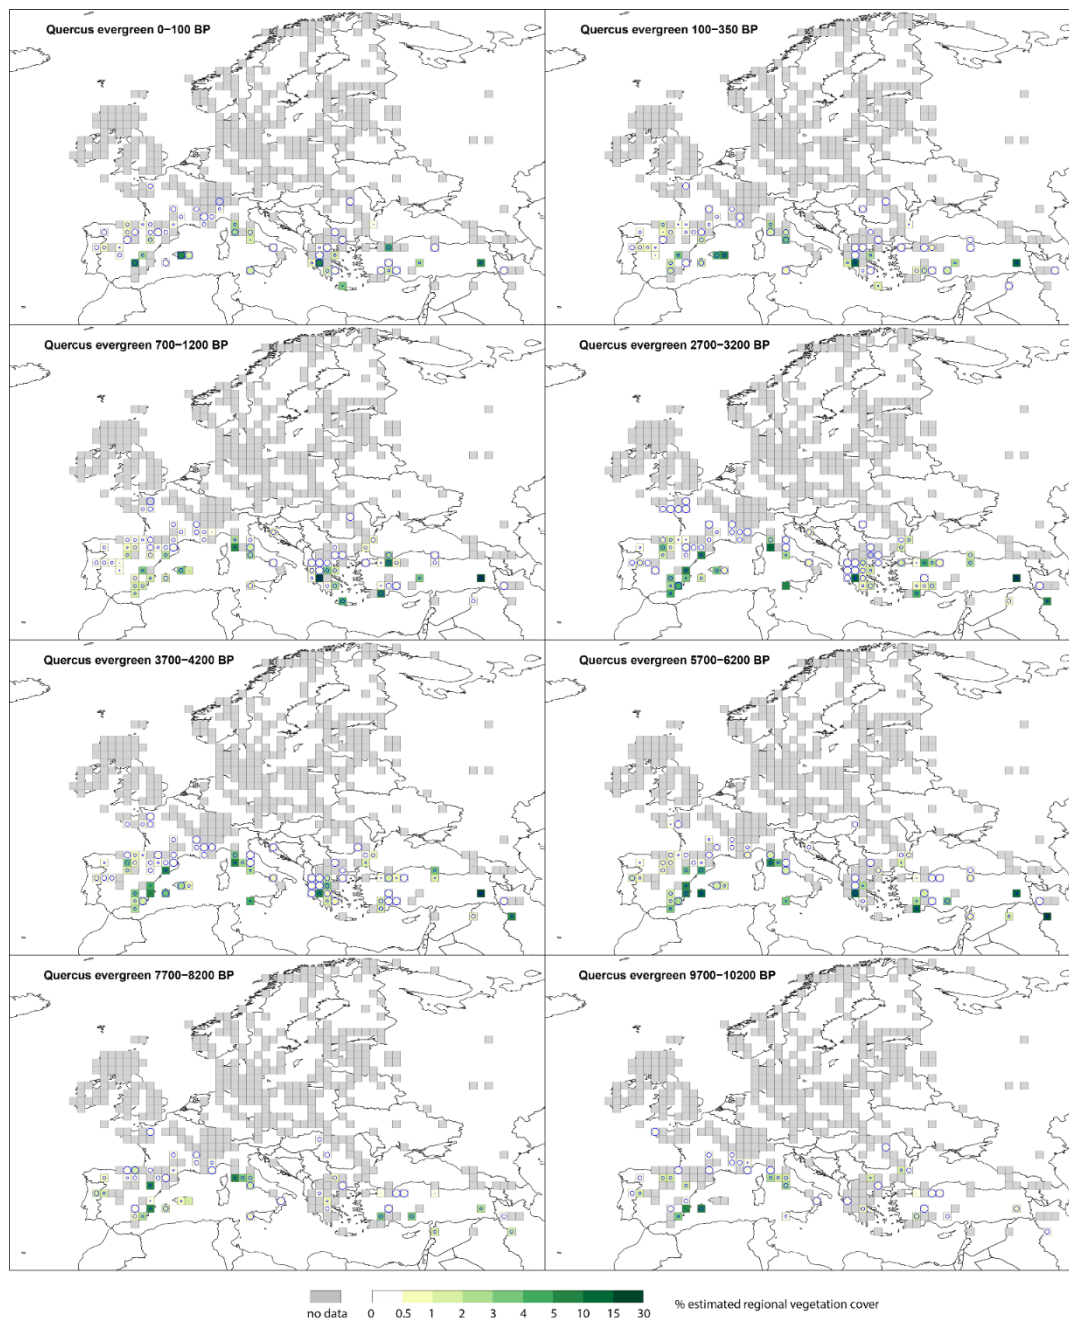 Quercus evergreen 0−100 BP
Quercus evergreen 100−350 BP
Quercus evergreen 700−1200 BP
Quercus evergreen 2700−3200 BP
Quercus evergreen 3700−4200 BP
Quercus evergreen 5700−6200 BP
Quercus evergreen 7700−8200 BP
Quercus evergreen 9700−10200 BP
no data
0 0.5 1 2 3 4 5 10 15 30
% estimated regional vegetation cover